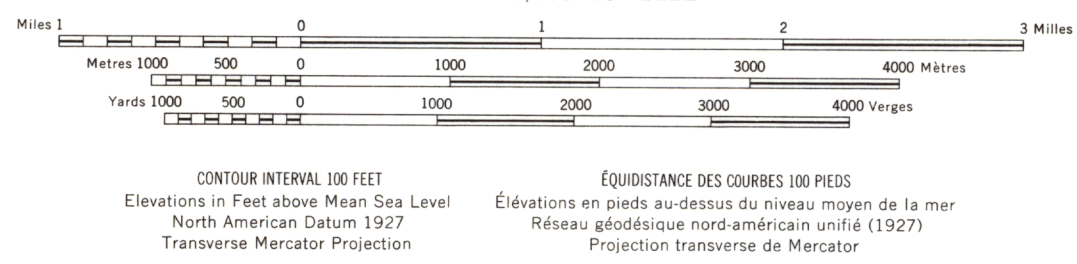 Miles 1 0 1 2 3 Milles
Metres 1000 500 0 1000 2000 3000 4000 Mètres
Yards 1000 500 0 1000 2000 3000 4000 Verges
CONTOUR INTERVAL 100 FEET
Elevations in Feet above Mean Sea Level
North American Datum 1927
Transverse Mercator Projection
ÉQUIDISTANCE DES COURBES 100 PIEDS
Élévations en pieds au-dessus du niveau moyen de la mer
Réseau géodésique nord-américain unifié (1927)
Projection transverse de Mercator